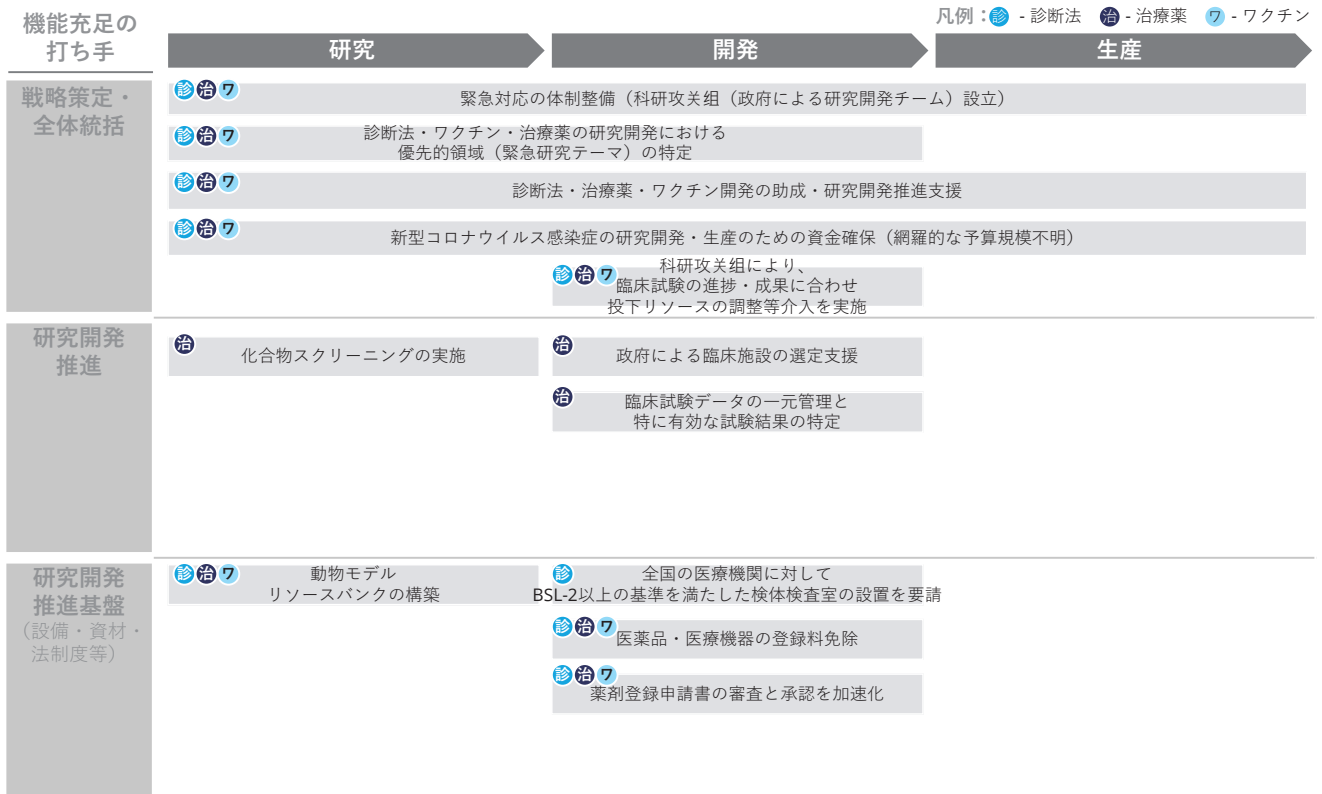 機能充足の
打ち手
凡例：診 - 診断法 治 - 治療薬 ワ - ワクチン
研究
開発
生産
戦略策定・
全体統括
診治ワ
緊急対応の体制整備（科研攻关组（政府による研究開発チーム）設立）
診治ワ
診断法・ワクチン・治療薬の研究開発における
優先的領域（緊急研究テーマ）の特定
診治ワ
診断法・治療薬・ワクチン開発の助成・研究開発推進支援
診治ワ
新型コロナウイルス感染症の研究開発・生産のための資金確保（網羅的な予算規模不明）
診治ワ
科研攻关组により、
臨床試験の進捗・成果に合わせ
投下リソースの調整等介入を実施
研究開発
推進
治
化合物スクリーニングの実施
治
政府による臨床施設の選定支援
治
臨床試験データの一元管理と
特に有効な試験結果の特定
研究開発
推進基盤
（設備・資材・
法制度等）
診治ワ
動物モデル
リソースバンクの構築
診
全国の医療機関に対して
BSL-2以上の基準を満たした検体検査室の設置を要請
診治ワ
医薬品・医療機器の登録料免除
診治ワ
薬剤登録申請書の審査と承認を加速化